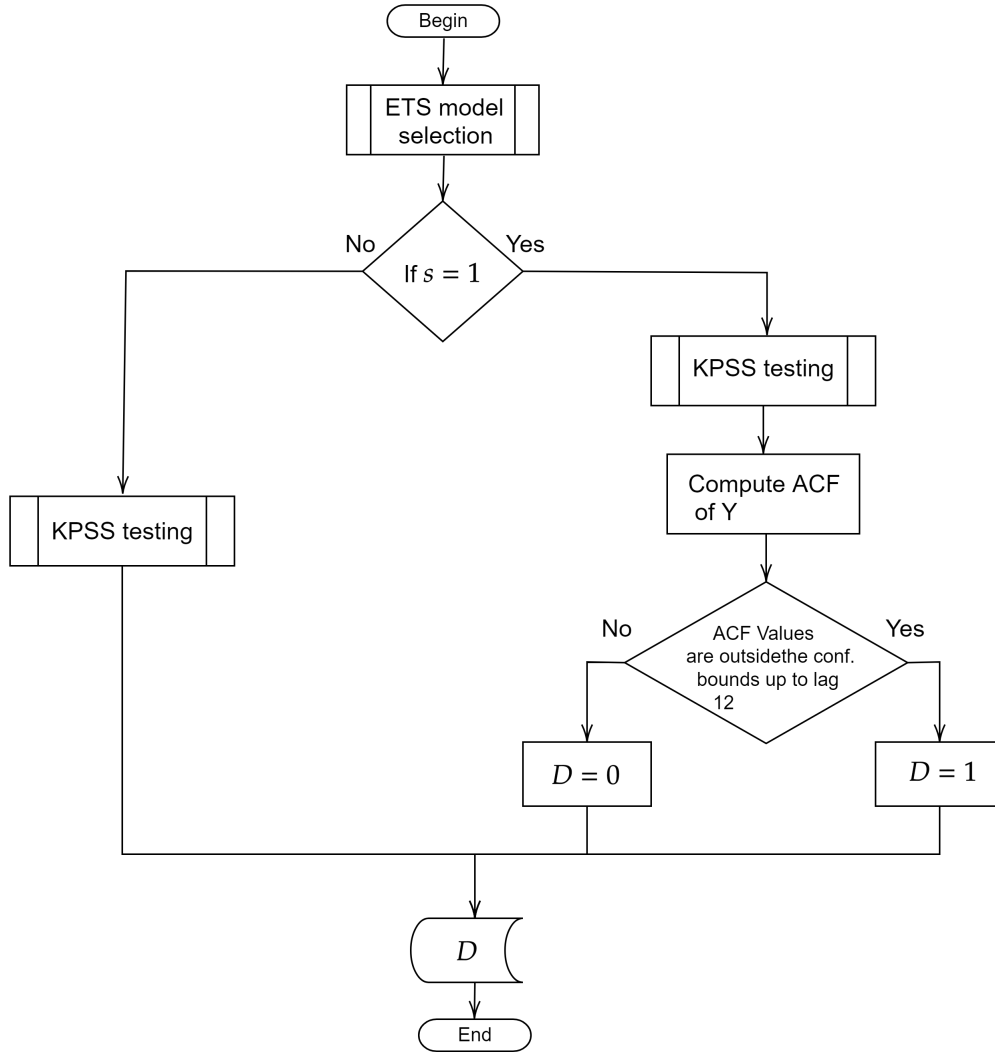 Begin
ETS model
selection
No
Yes
If s = 1
KPSS testing
Compute ACF
of Y
KPSS testing
No
Yes
ACF Values
are outsidethe conf.
bounds up to lag
12
D = 0
D = 1
D
End